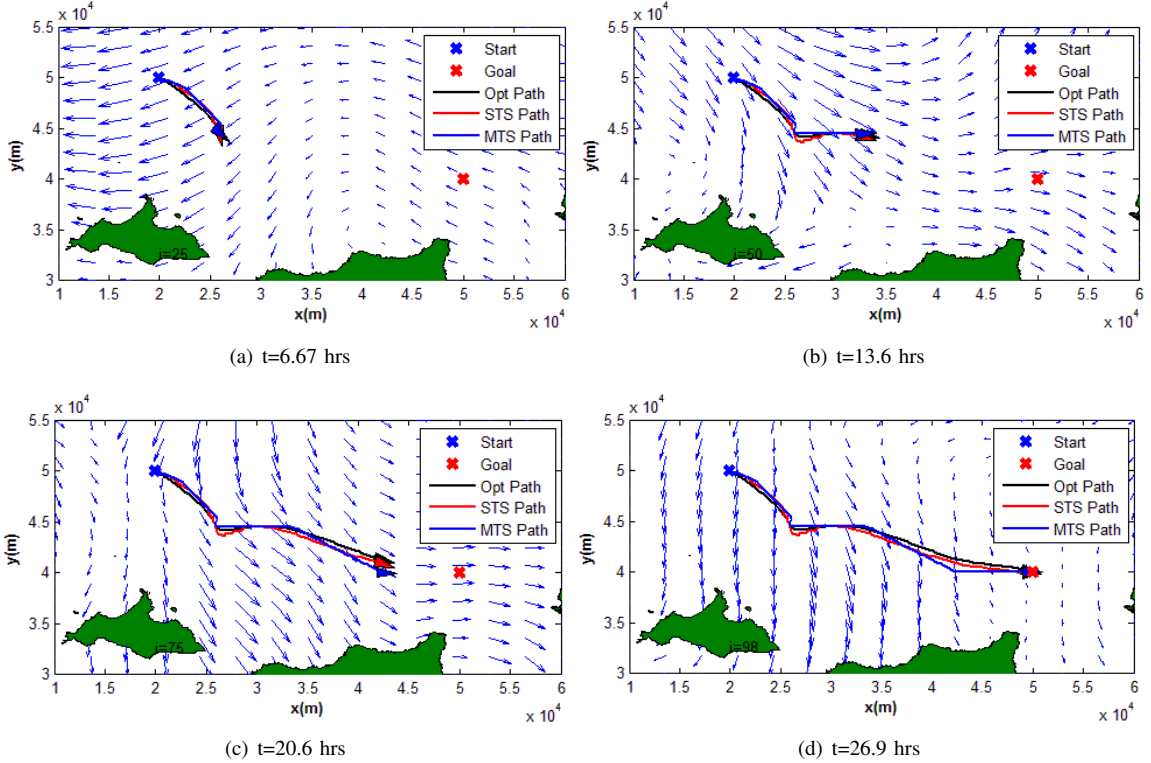 x 10^4
5.5
5
4.5
4
3.5
3
y(m)
Start
Goal
Opt Path
STS Path
MTS Path
i=25
1 1.5 2 2.5 3 3.5 4 4.5 5 5.5 6
x(m)
x 10^4
(a) t=6.67 hrs
x 10^4
5.5
5
4.5
4
3.5
3
y(m)
Start
Goal
Opt Path
STS Path
MTS Path
i=50
1 1.5 2 2.5 3 3.5 4 4.5 5 5.5 6
x(m)
x 10^4
(b) t=13.6 hrs
x 10^4
5.5
5
4.5
4
3.5
3
y(m)
Start
Goal
Opt Path
STS Path
MTS Path
i=75
1 1.5 2 2.5 3 3.5 4 4.5 5 5.5 6
x(m)
x 10^4
(c) t=20.6 hrs
x 10^4
5.5
5
4.5
4
3.5
3
y(m)
Start
Goal
Opt Path
STS Path
MTS Path
i=98
1 1.5 2 2.5 3 3.5 4 4.5 5 5.5 6
x(m)
x 10^4
(d) t=26.9 hrs